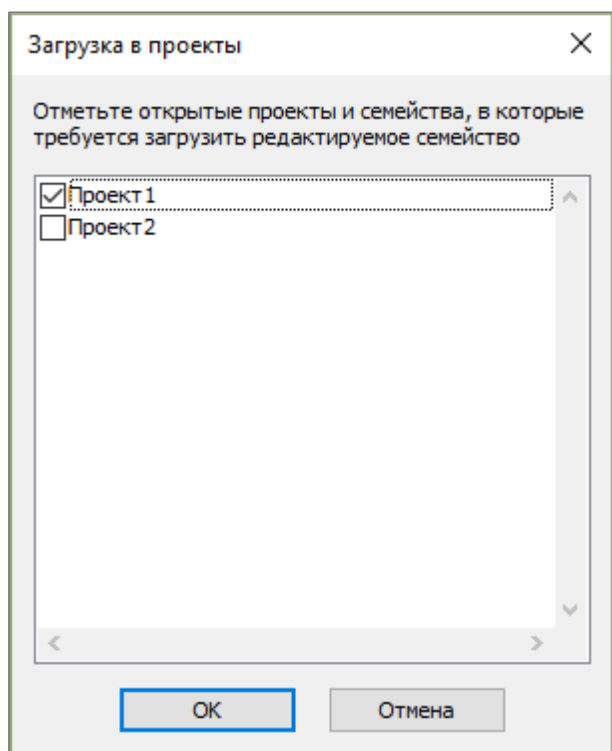 Загрузка в проекты
Отметьте открытые проекты и семейства, в которые
требуется загрузить редактируемое семейство
Проект1
Проект2
OK
Отмена